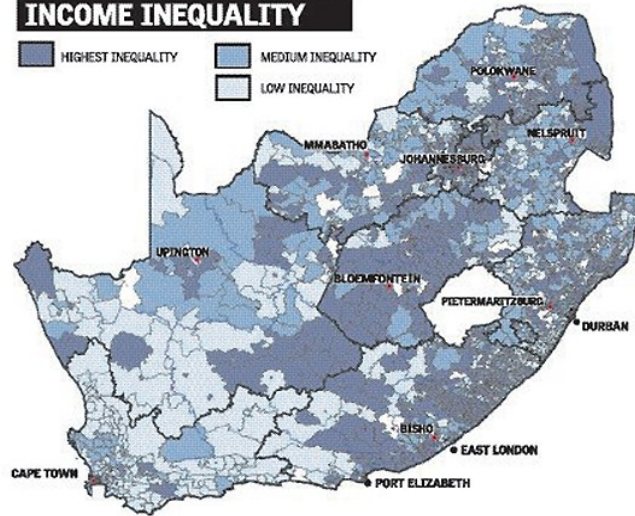 INCOME INEQUALITY
HIGHEST INEQUALITY
MEDIUM INEQUALITY
LOW INEQUALITY
POLOKWANE
NELSPRUIT
MMABATHO
JOHANNESBURG
UPINGTON
BLOEMFONTEIN
PIETERMARITZBURG
DURBAN
BISHO
EAST LONDON
CAPE TOWN
PORT ELIZABETH